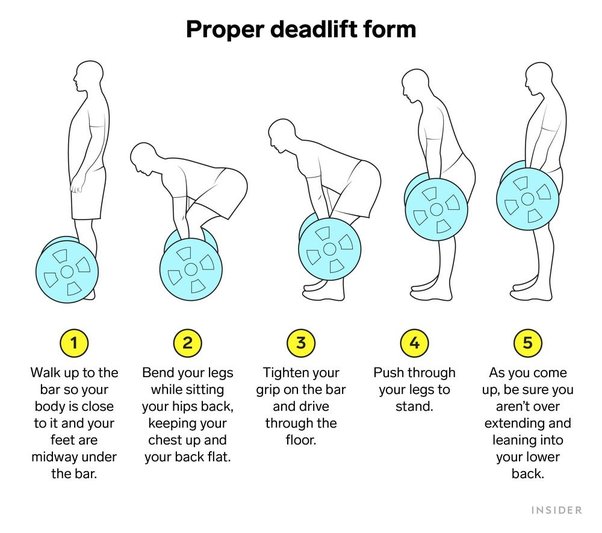 Proper deadlift form
1
Walk up to the
bar so your
body is close
to it and your
feet are
midway under
the bar.
2
Bend your legs
while sitting
your hips back,
keeping your
chest up and
your back flat.
3
Tighten your
grip on the bar
and drive
through the
floor.
4
Push through
your legs to
stand.
5
As you come
up, be sure you
aren't over
extending and
leaning into
your lower
back.
INSIDER